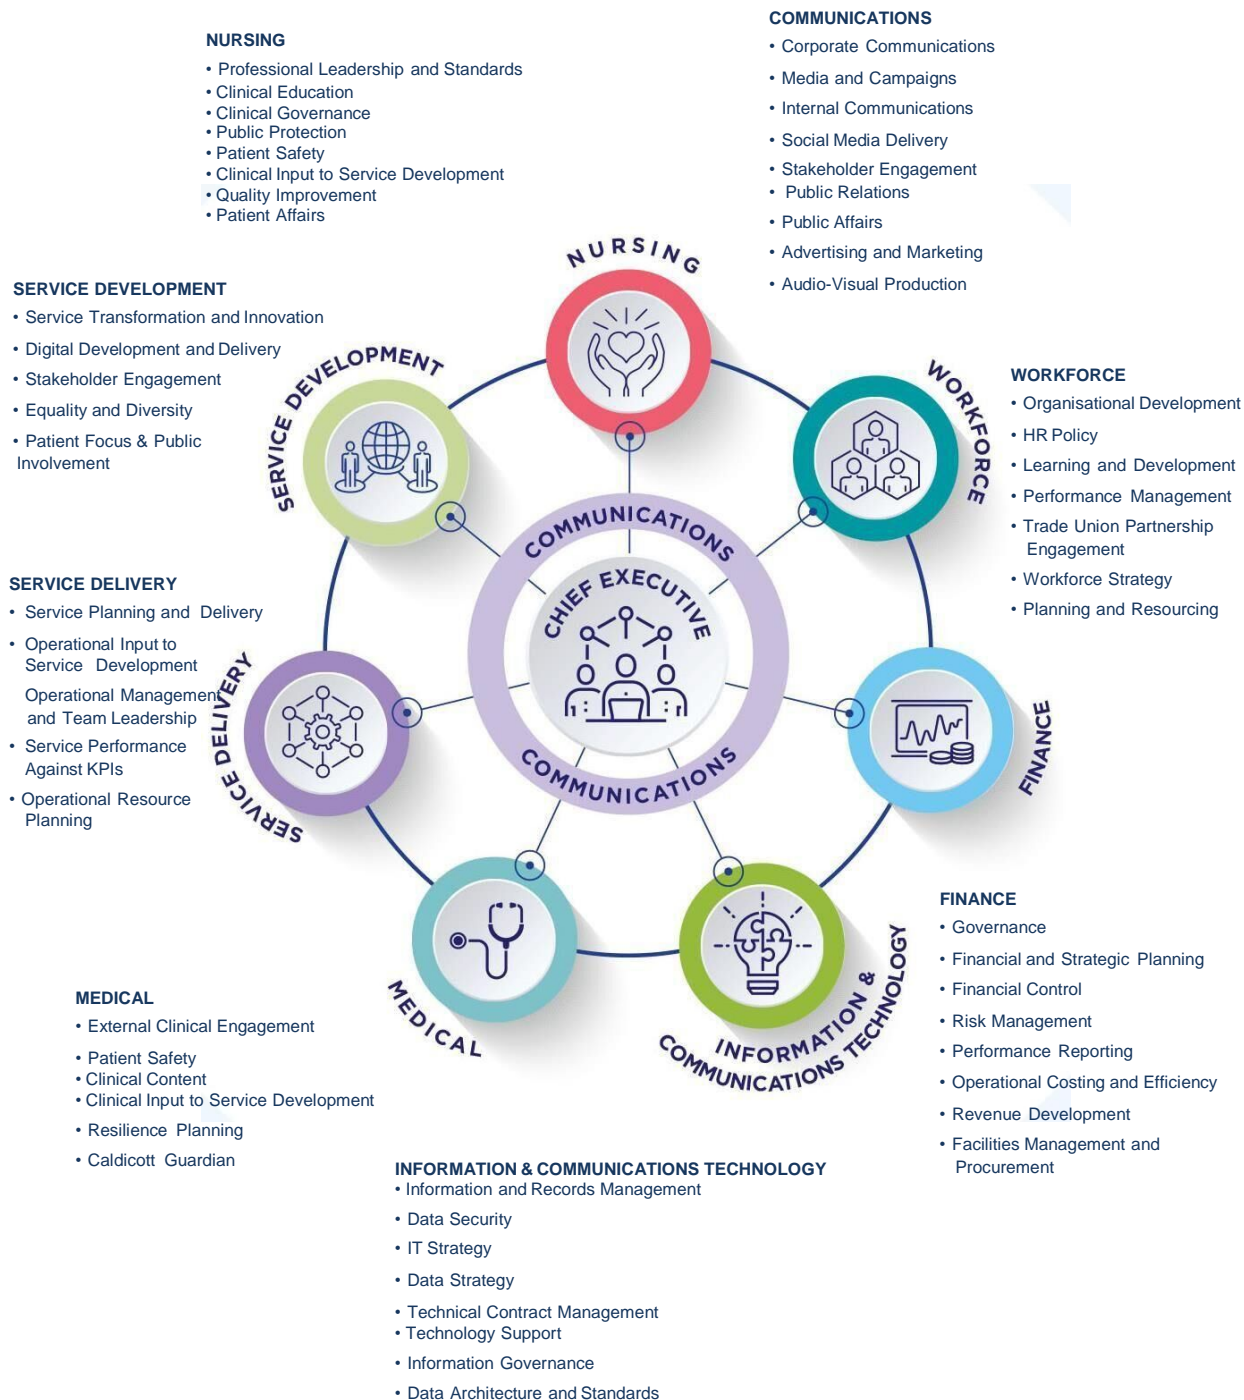 COMMUNICATIONS
• Corporate Communications
• Media and Campaigns
• Internal Communications
• Social Media Delivery
• Stakeholder Engagement
• Public Relations
• Public Affairs
• Advertising and Marketing
• Audio-Visual Production
NURSING
• Professional Leadership and Standards
• Clinical Education
• Clinical Governance
• Public Protection
• Patient Safety
• Clinical Input to Service Development
• Quality Improvement
• Patient Affairs
SERVICE DEVELOPMENT
• Service Transformation and Innovation
• Digital Development and Delivery
• Stakeholder Engagement
• Equality and Diversity
• Patient Focus & Public
Involvement
NURSING
SERVICE DEVELOPMENT
WORKFORCE
WORKFORCE
• Organisational Development
• HR Policy
• Learning and Development
• Performance Management
• Trade Union Partnership
Engagement
• Workforce Strategy
• Planning and Resourcing
COMMUNICATIONS
CHIEF EXECUTIVE
COMMUNICATIONS
SERVICE DELIVERY
• Service Planning and Delivery
• Operational Input to
Service Development
Operational Management
and Team Leadership
• Service Performance
Against KPIs
• Operational Resource
Planning
SERVICE DELIVERY
FINANCE
MEDICAL
INFORMATION &
COMMUNICATIONS TECHNOLOGY
FINANCE
• Governance
• Financial and Strategic Planning
• Financial Control
• Risk Management
• Performance Reporting
• Operational Costing and Efficiency
• Revenue Development
• Facilities Management and
Procurement
MEDICAL
• External Clinical Engagement
• Patient Safety
• Clinical Content
• Clinical Input to Service Development
• Resilience Planning
• Caldicott Guardian
INFORMATION & COMMUNICATIONS TECHNOLOGY
• Information and Records Management
• Data Security
• IT Strategy
• Data Strategy
• Technical Contract Management
• Technology Support
• Information Governance
• Data Architecture and Standards